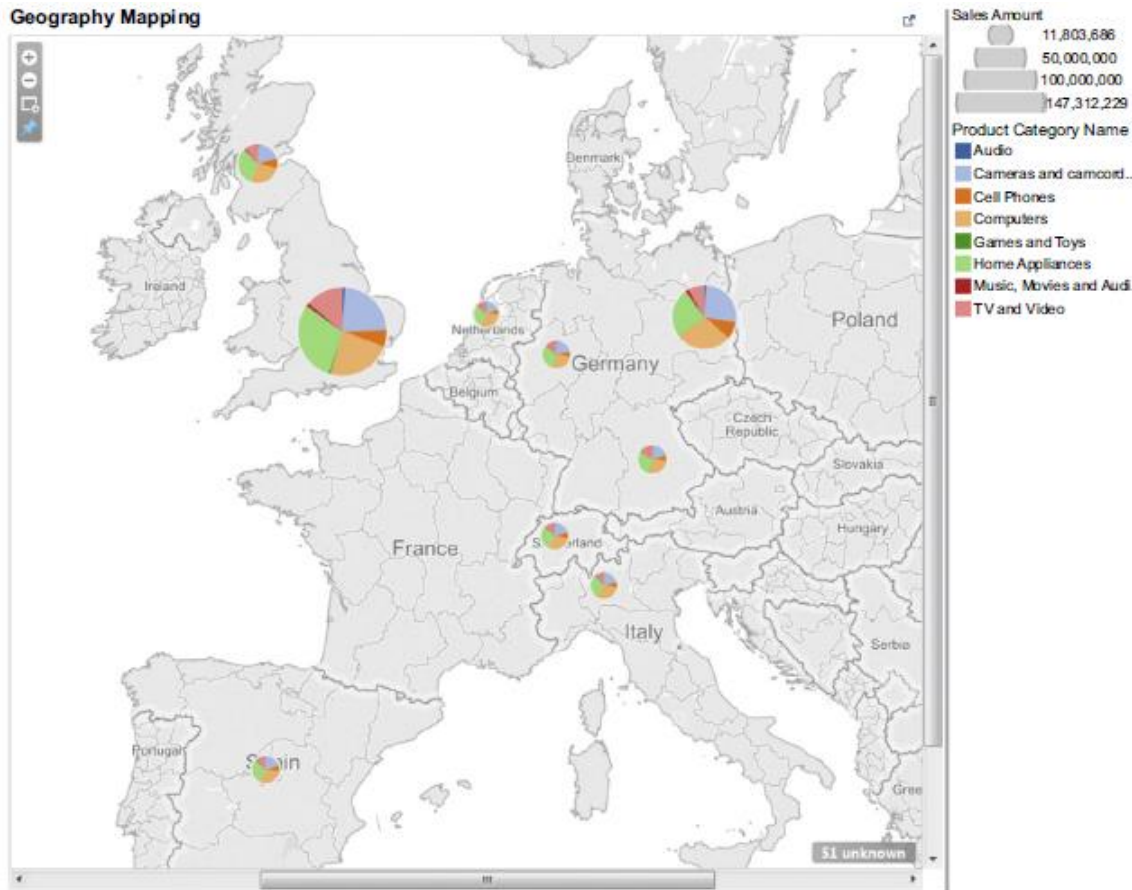 Geography Mapping
Denmark
Ireland
Netherlands
Poland
Germany
Belgium
Czech
Republic
Slovakia
Austria
Hungary
France
Italy
Serbia
Portugal
Gree
51 unknown
Sales Amount
11,803,686
50,000,000
100,000,000
147,312,229
Product Category Name
Audio
Cameras and camcord..
Cell Phones
Computers
Games and Toys
Home Appliances
Music, Movies and Audi
TV and Video